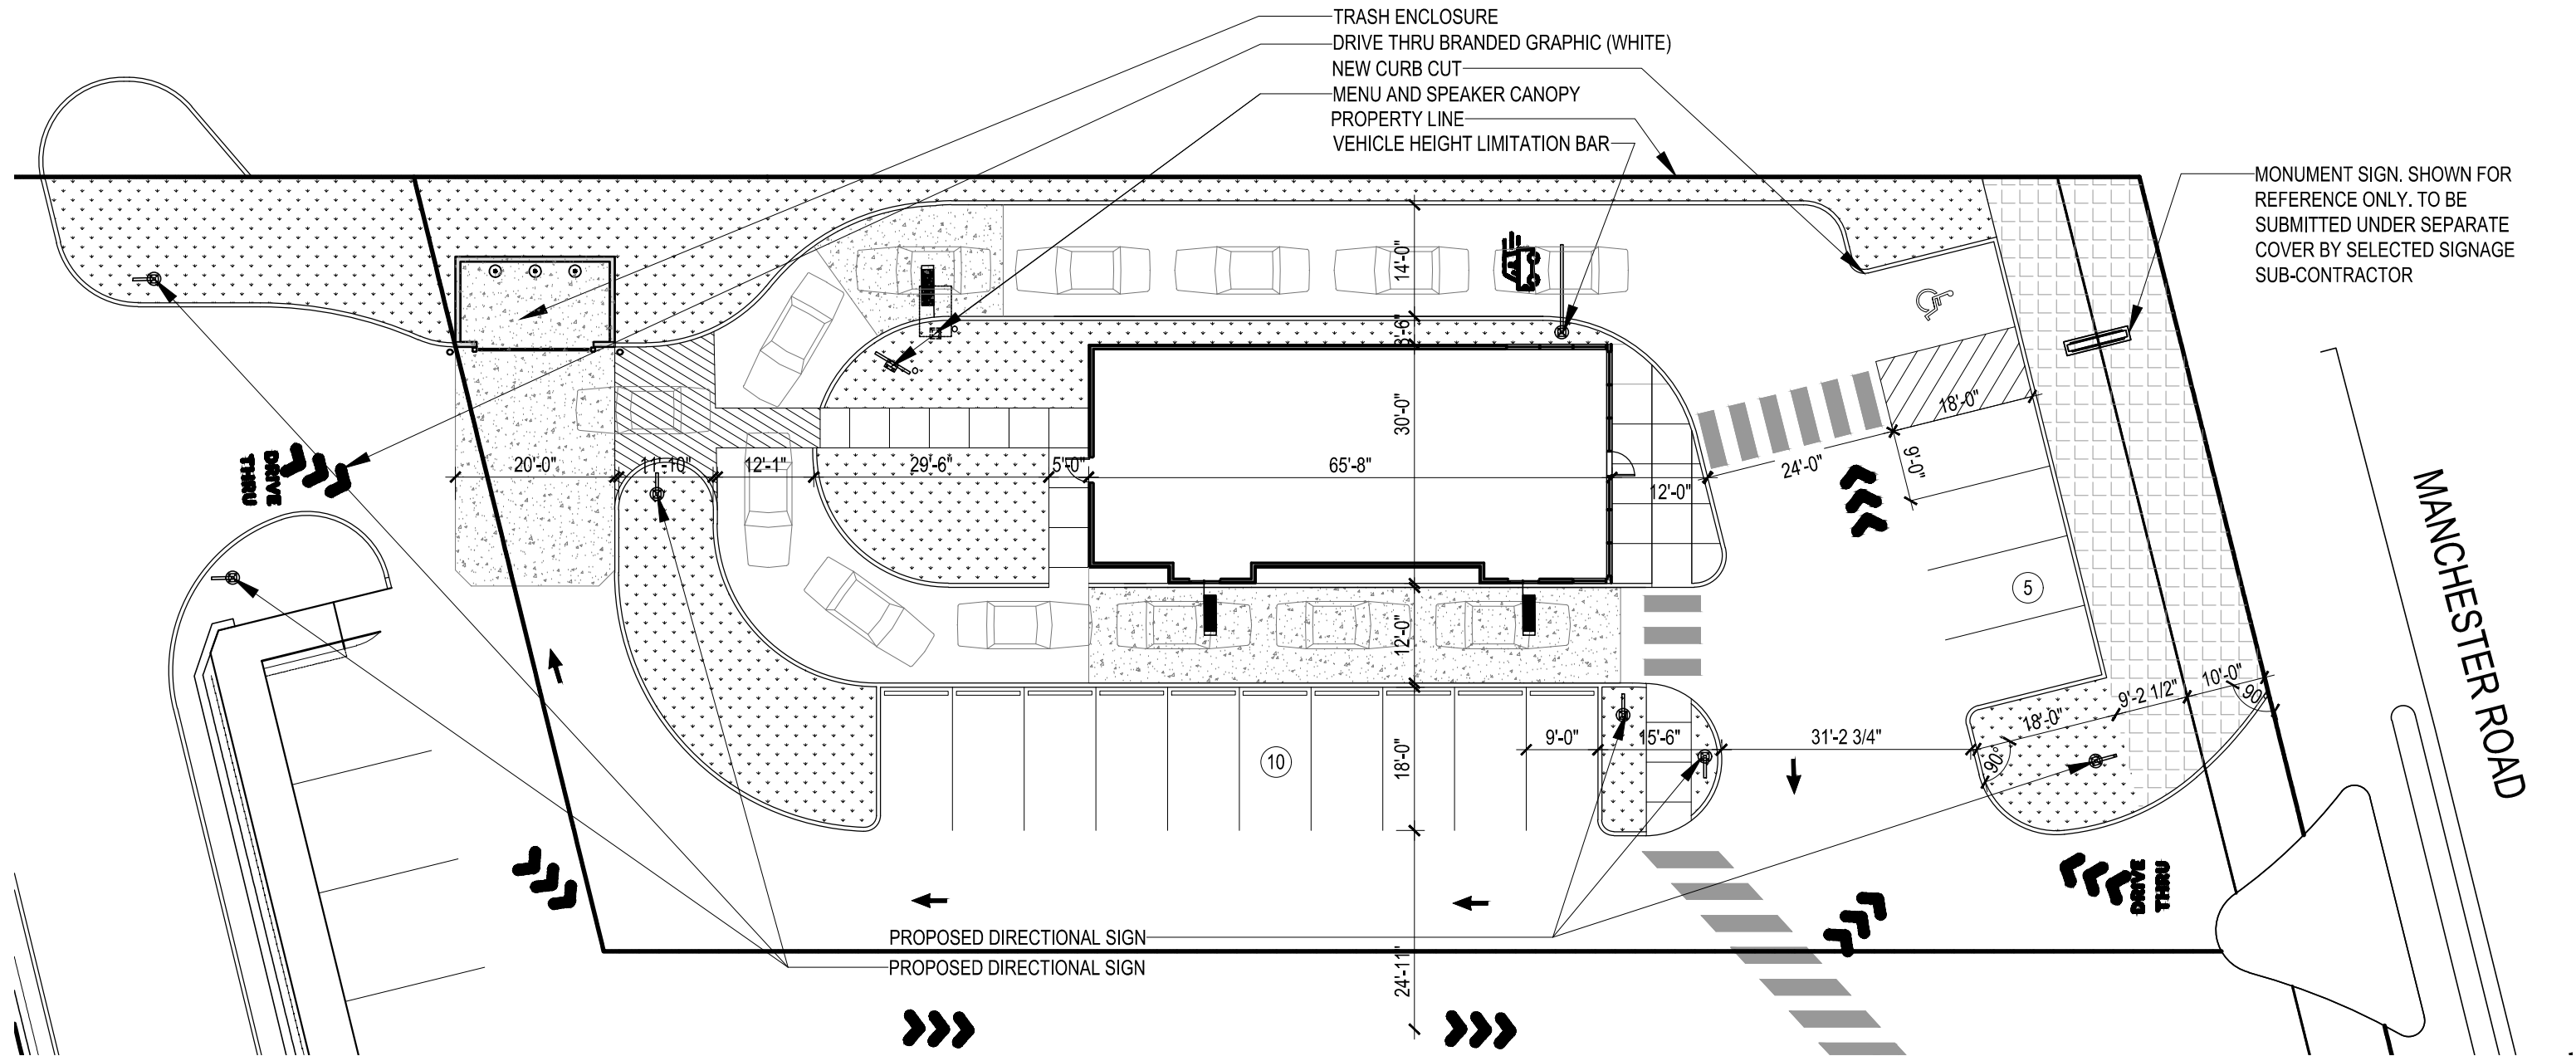 TRASH ENCLOSURE
DRIVE THRU BRANDED GRAPHIC (WHITE)
NEW CURB CUT
MENU AND SPEAKER CANOPY
PROPERTY LINE
VEHICLE HEIGHT LIMITATION BAR
MONUMENT SIGN. SHOWN FOR
REFERENCE ONLY. TO BE
SUBMITTED UNDER SEPARATE
COVER BY SELECTED SIGNAGE
SUB-CONTRACTOR
14'-0"
30'-0"
18'-0"
DRIVE
THRU
20'-0"
11'-10"
12'-1"
29'-6"
5'-0"
65'-8"
12'-0"
24'-0"
9'-0"
MANCHESTER ROAD
5
12'-0"
10'-0"
9'-2 1/2"
90°
18'-0"
9'-0"
15'-6"
31'-2 3/4"
90°
10
18'-0"
DRIVE
THRU
PROPOSED DIRECTIONAL SIGN
PROPOSED DIRECTIONAL SIGN
24'-11"